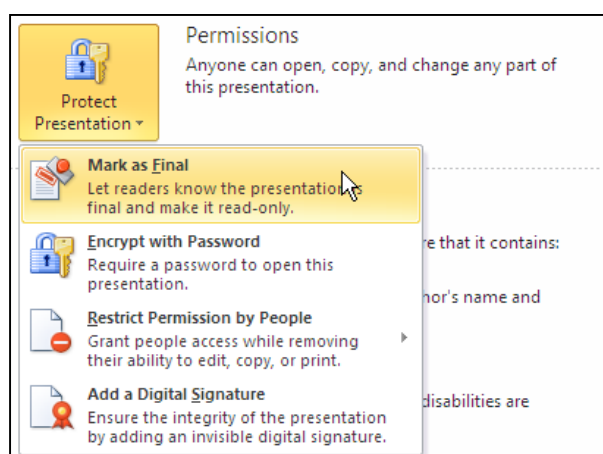 Permissions
Anyone can open, copy, and change any part of
this presentation.
Protect
Presentation
Mark as Final
Let readers know the presentation is
final and make it read-only.
Encrypt with Password
Require a password to open this
presentation.
re that it contains:
hor's name and
Restrict Permission by People
Grant people access while removing
their ability to edit, copy, or print.
Add a Digital Signature
Ensure the integrity of the presentation
by adding an invisible digital signature.
disabilities are